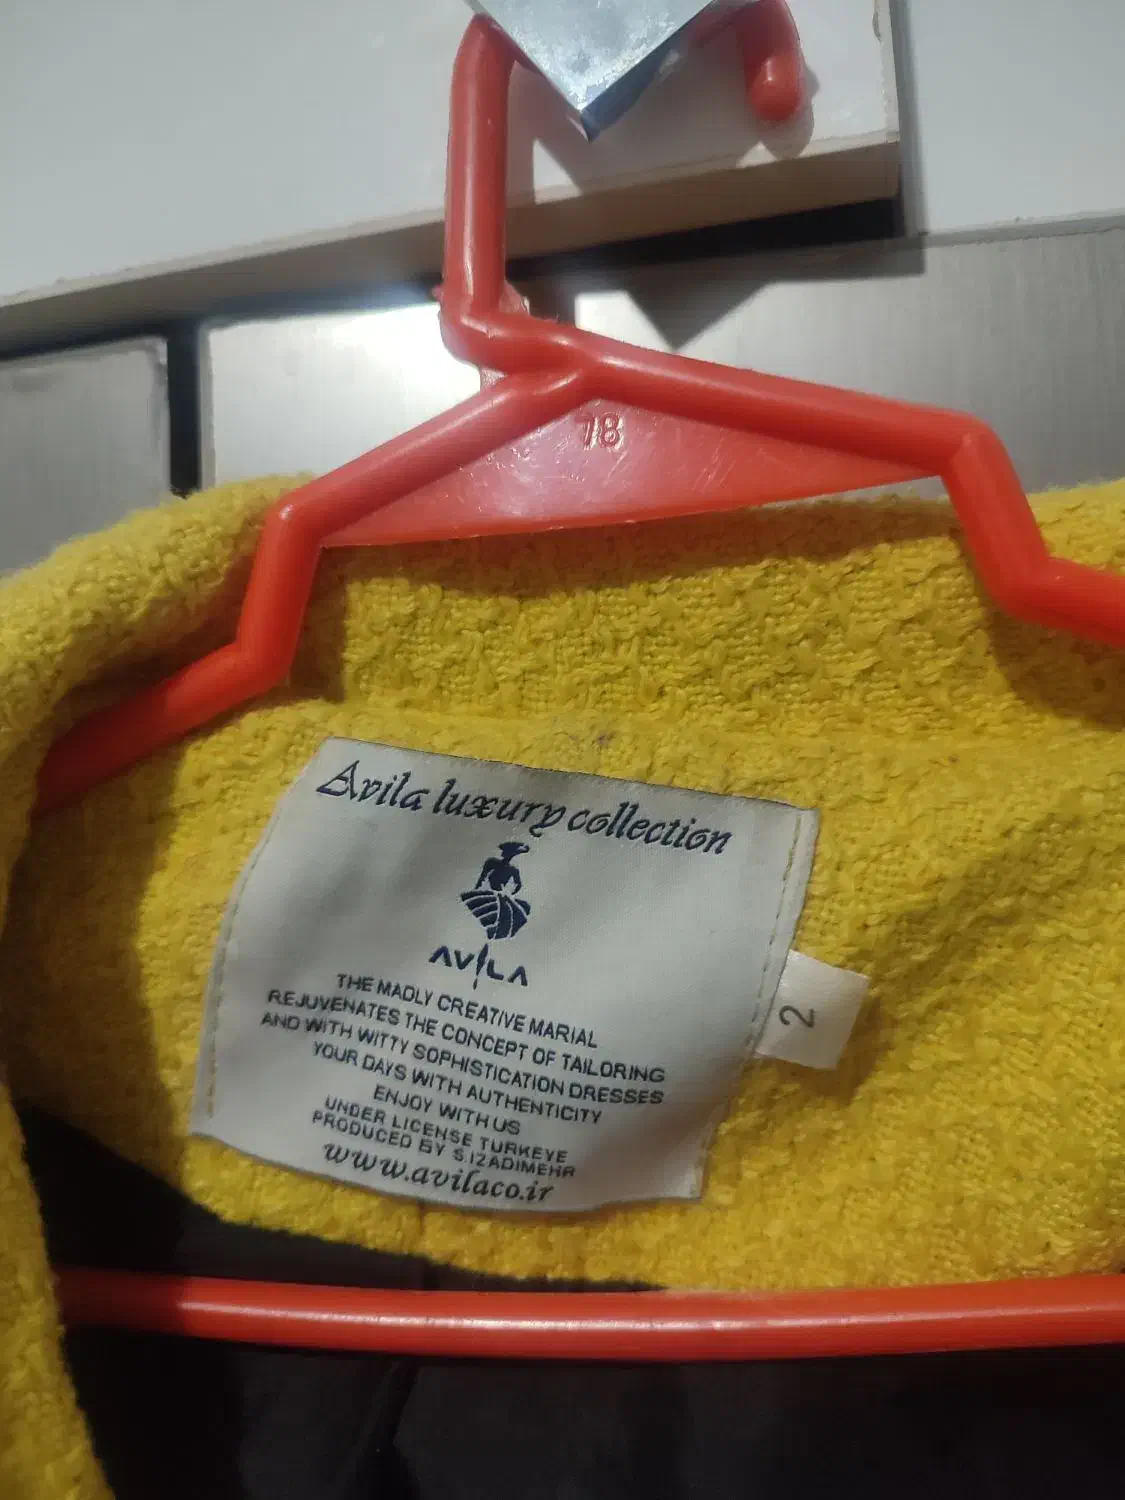 78
Avila luxury collection
AVILA
THE MADLY CREATIVE MARIAL
REJUVENATES THE CONCEPT OF TAILORING
AND WITH WITTY SOPHISTICATION DRESSES
YOUR DAYS WITH AUTHENTICITY
ENJOY WITH US
UNDER LICENSE TURKEYE
PRODUCED BY S.IZADIMEHR
www.avilaco.ir
2